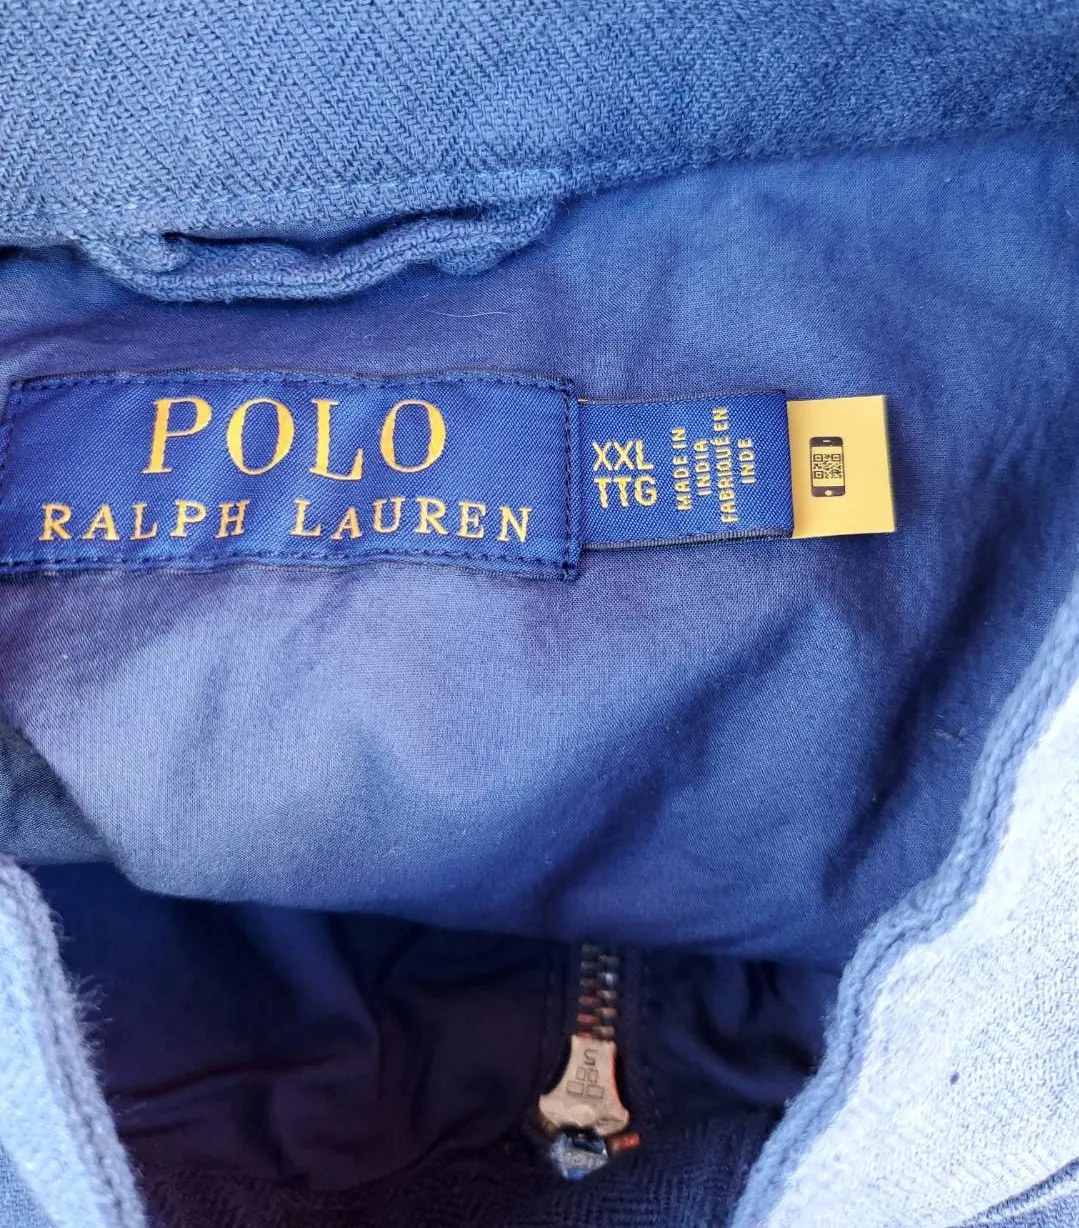 POLO
RALPH LAUREN
XXL
TTG
MADE IN
INDIA
FABRIQUÉ EN
INDE